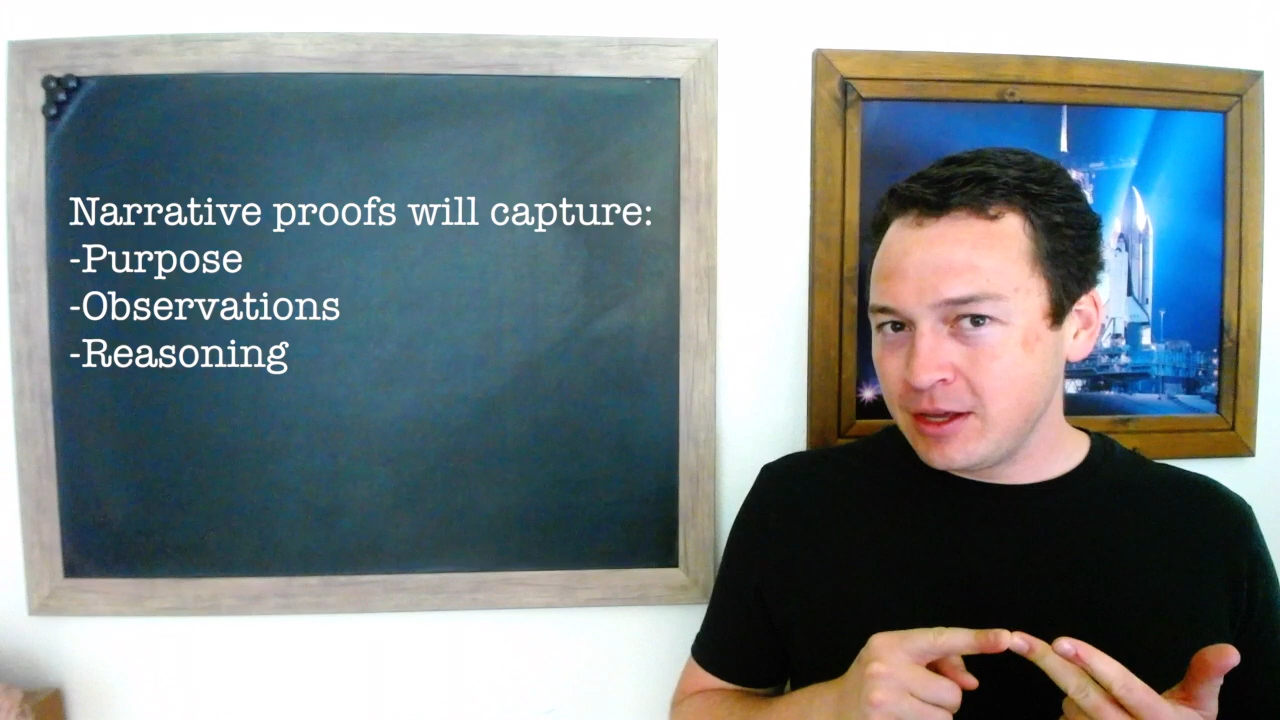 Narrative proofs will capture:
-Purpose
-Observations
-Reasoning